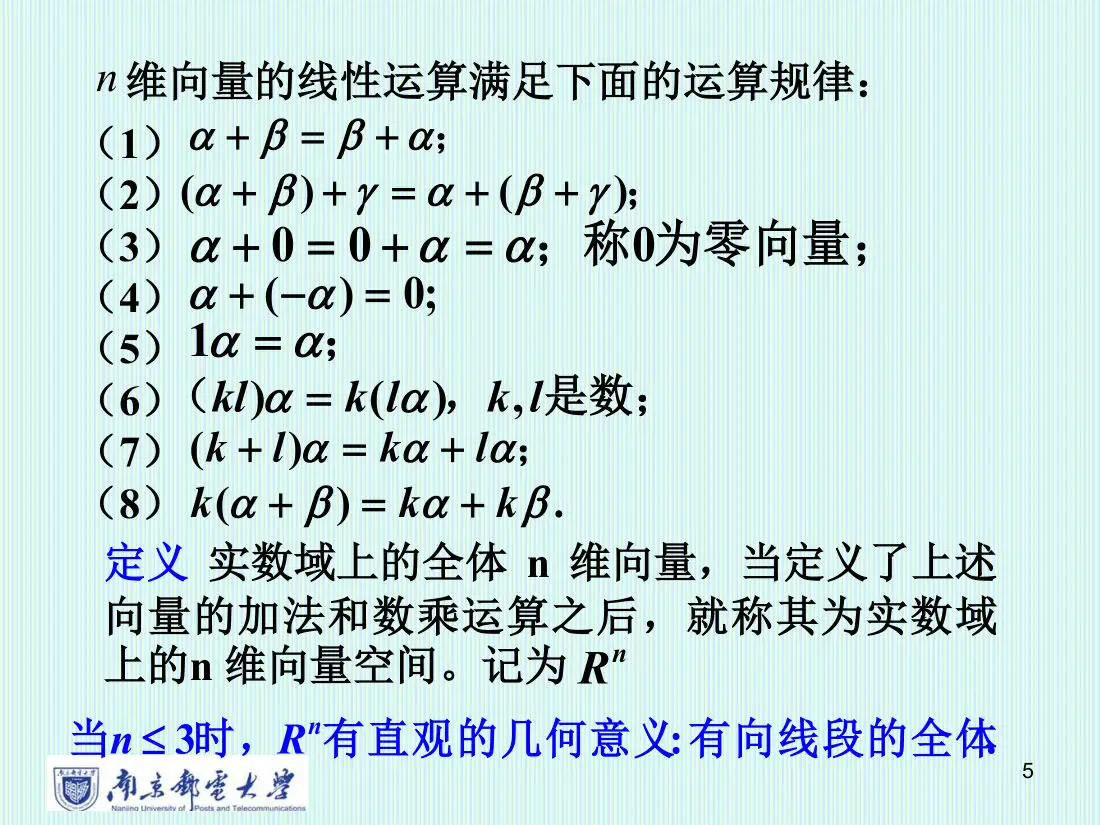 n 维向量的线性运算满足下面的运算规律：
（1） α + β = β + α；
（2）(α + β) + γ = α + (β + γ)；
（3） α + 0 = 0 + α = α； 称0为零向量；
（4） α + (−α) = 0;
（5） 1α = α；
（6）（kl)α = k(lα)，k, l是数；
（7） (k + l)α = kα + lα；
（8） k(α + β) = kα + kβ.
定义 实数域上的全体 n 维向量，当定义了上述
向量的加法和数乘运算之后，就称其为实数域
上的n 维向量空间。记为 Rⁿ
当n ≤ 3时，Rⁿ有直观的几何意义:有向线段的全体.
南京邮电大学
Nanjing University of Posts and Telecommunications
5